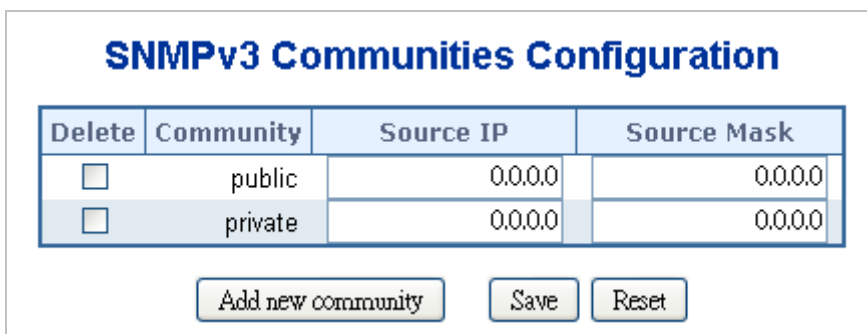 SNMPv3 Communities Configuration
Delete Community Source IP Source Mask
public 0.0.0.0 0.0.0.0
private 0.0.0.0 0.0.0.0
Add new community Save Reset